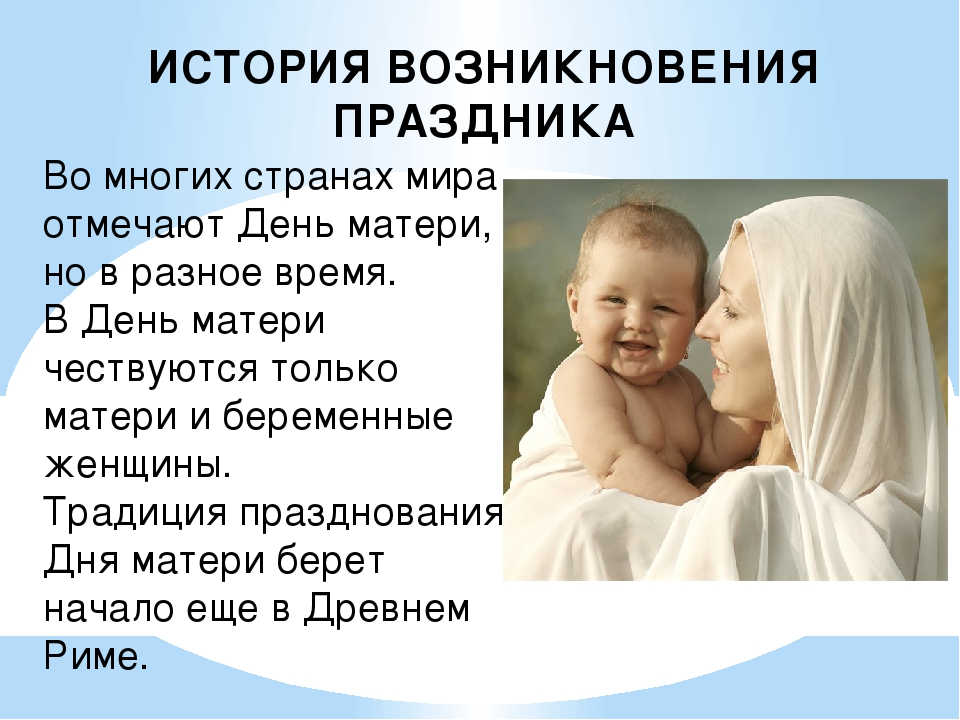 ИСТОРИЯ ВОЗНИКНОВЕНИЯ
ПРАЗДНИКА
Во многих странах мира
отмечают День матери,
но в разное время.
В День матери
чествуются только
матери и беременные
женщины.
Традиция празднования
Дня матери берет
начало еще в Древнем
Риме.